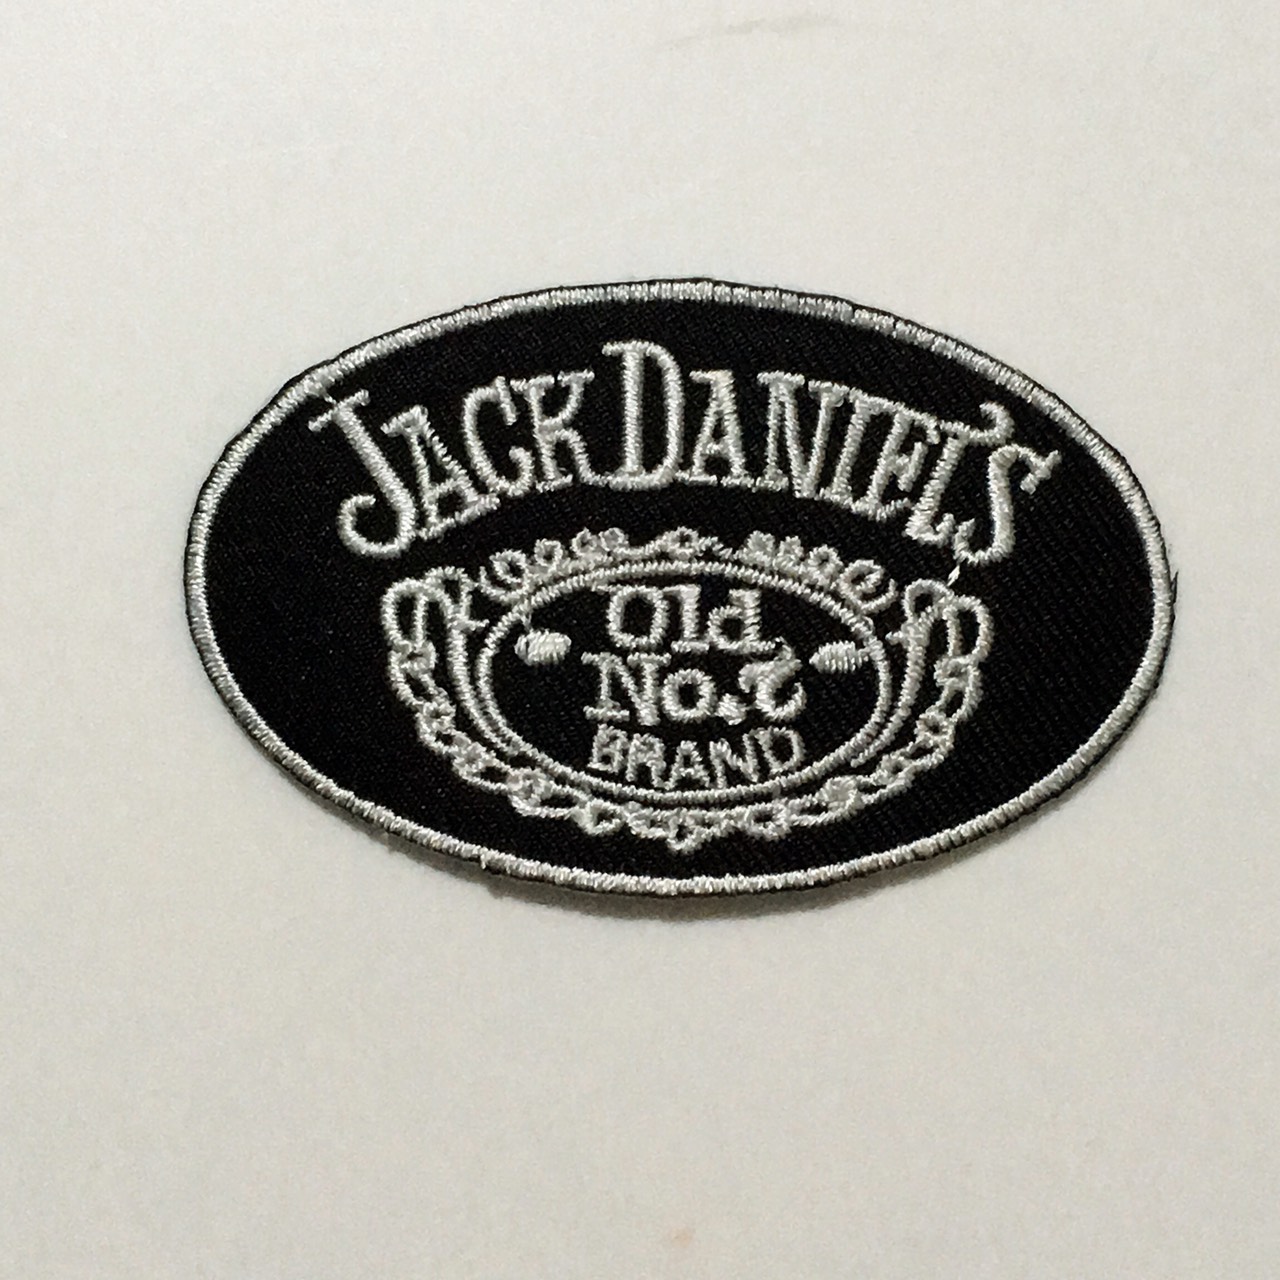 JACK DANIEL'S
Old
No. 7
BRAND